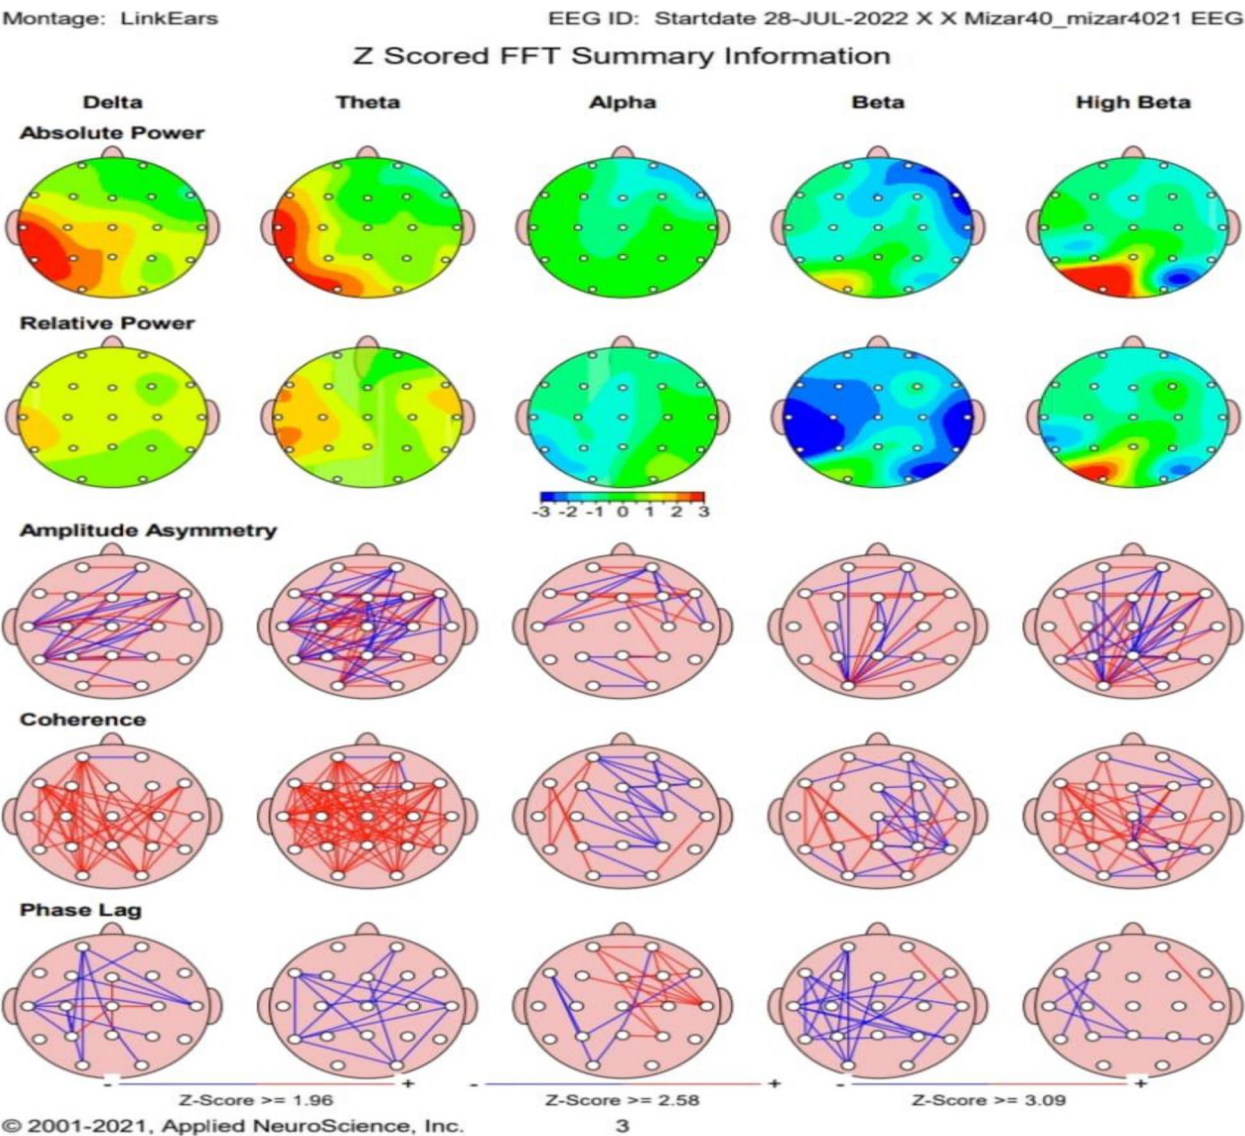 Montage: LinkEars EEG ID: Startdate 28-JUL-2022 X X Mizar40_mizar4021 EEG
Z Scored FFT Summary Information
Delta Theta Alpha Beta High Beta
Absolute Power
Relative Power
-3 -2 -1 0 1 2 3
Amplitude Asymmetry
Coherence
Phase Lag
- + - + - +
Z-Score >= 1.96 Z-Score >= 2.58 Z-Score >= 3.09
© 2001-2021, Applied NeuroScience, Inc. 3